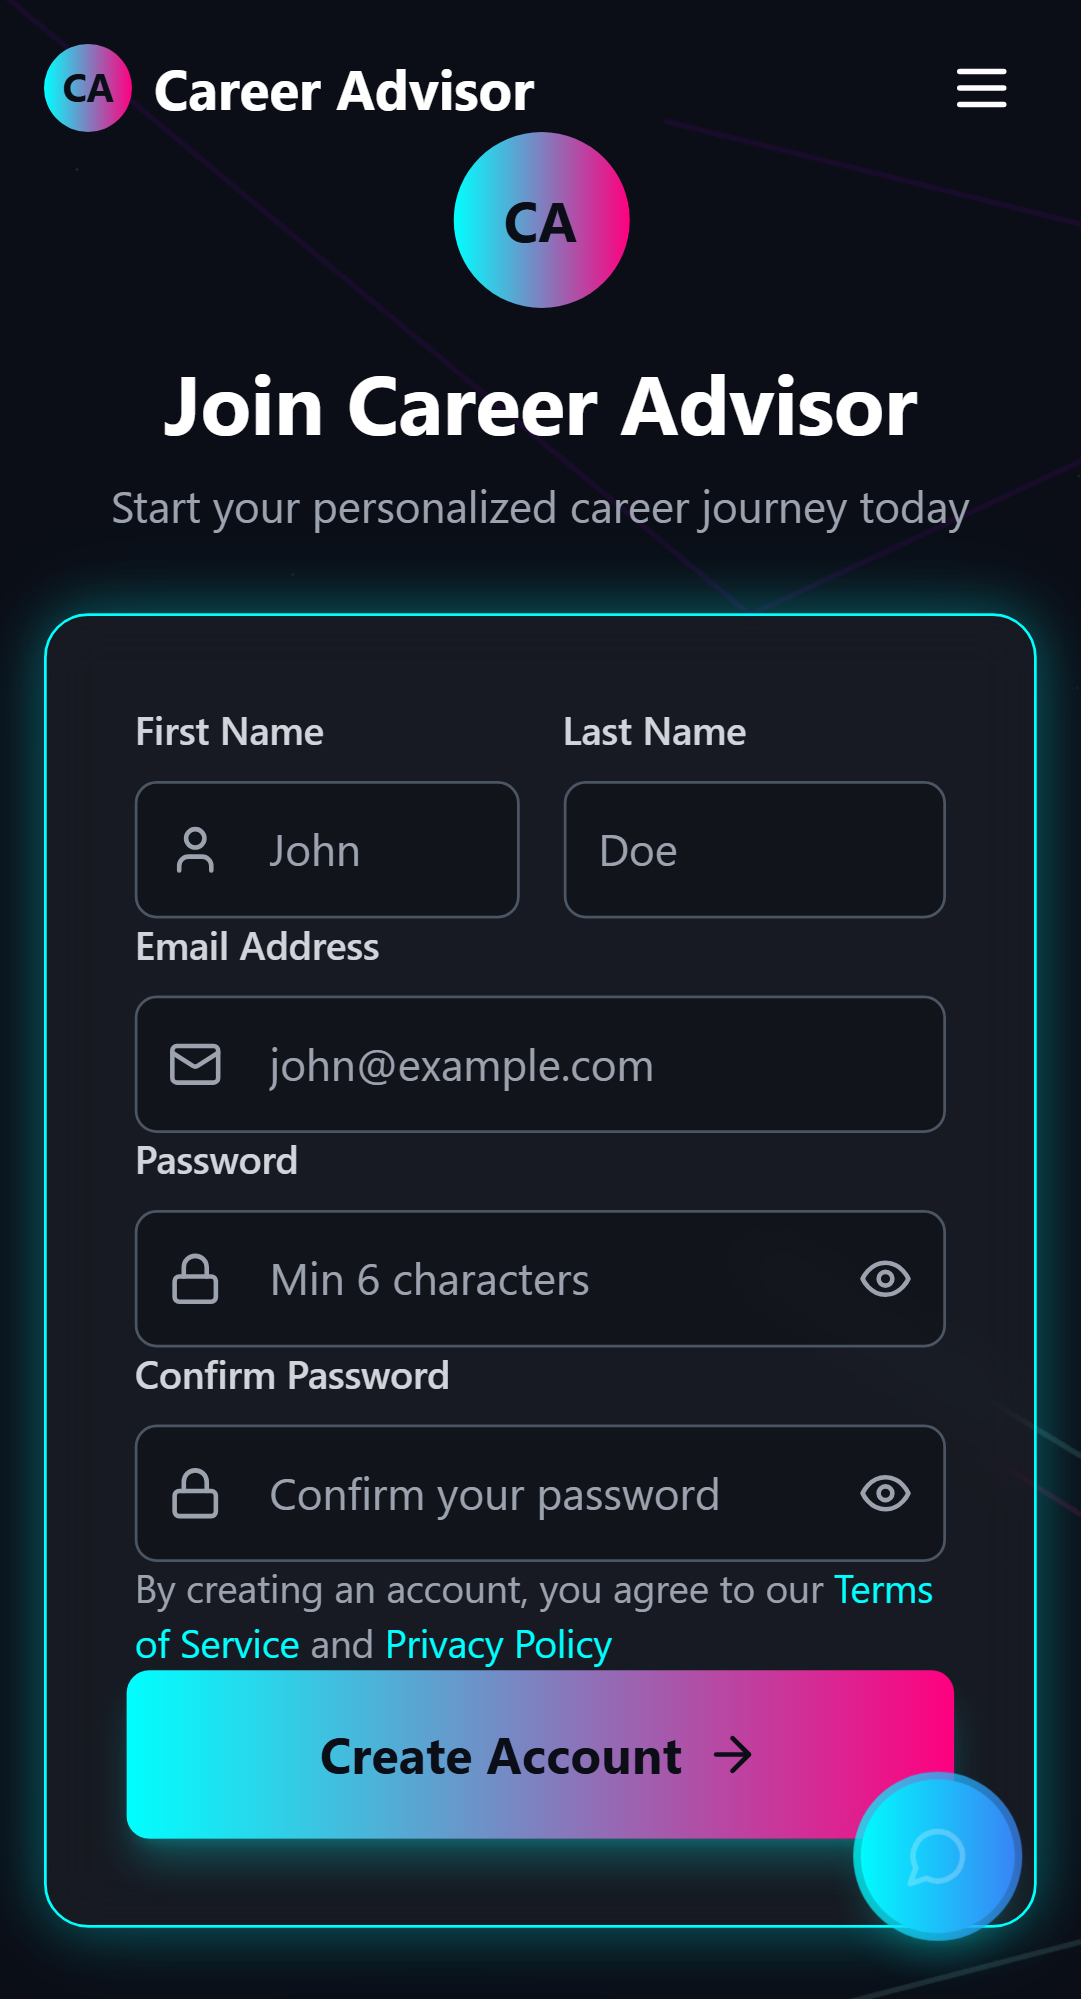 CA Career Advisor
CA
Join Career Advisor
Start your personalized career journey today
First Name Last Name
John Doe
Email Address
john@example.com
Password
Min 6 characters
Confirm Password
Confirm your password
By creating an account, you agree to our Terms
of Service and Privacy Policy
Create Account